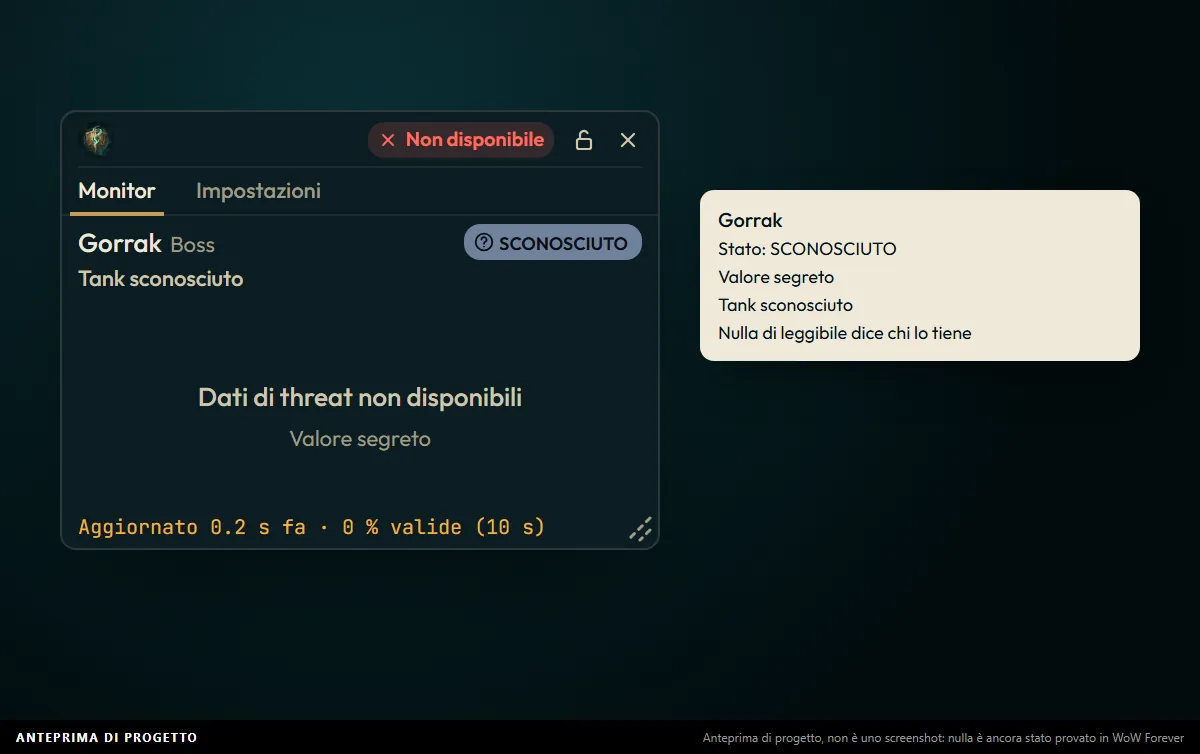 Non disponibile
Monitor
Impostazioni
Gorrak Boss
SCONOSCIUTO
Tank sconosciuto
Dati di threat non disponibili
Valore segreto
Aggiornato 0.2 s fa · 0 % valide (10 s)
Gorrak
Stato: SCONOSCIUTO
Valore segreto
Tank sconosciuto
Nulla di leggibile dice chi lo tiene
ANTEPRIMA DI PROGETTO
Anteprima di progetto, non è uno screenshot: nulla è ancora stato provato in WoW Forever